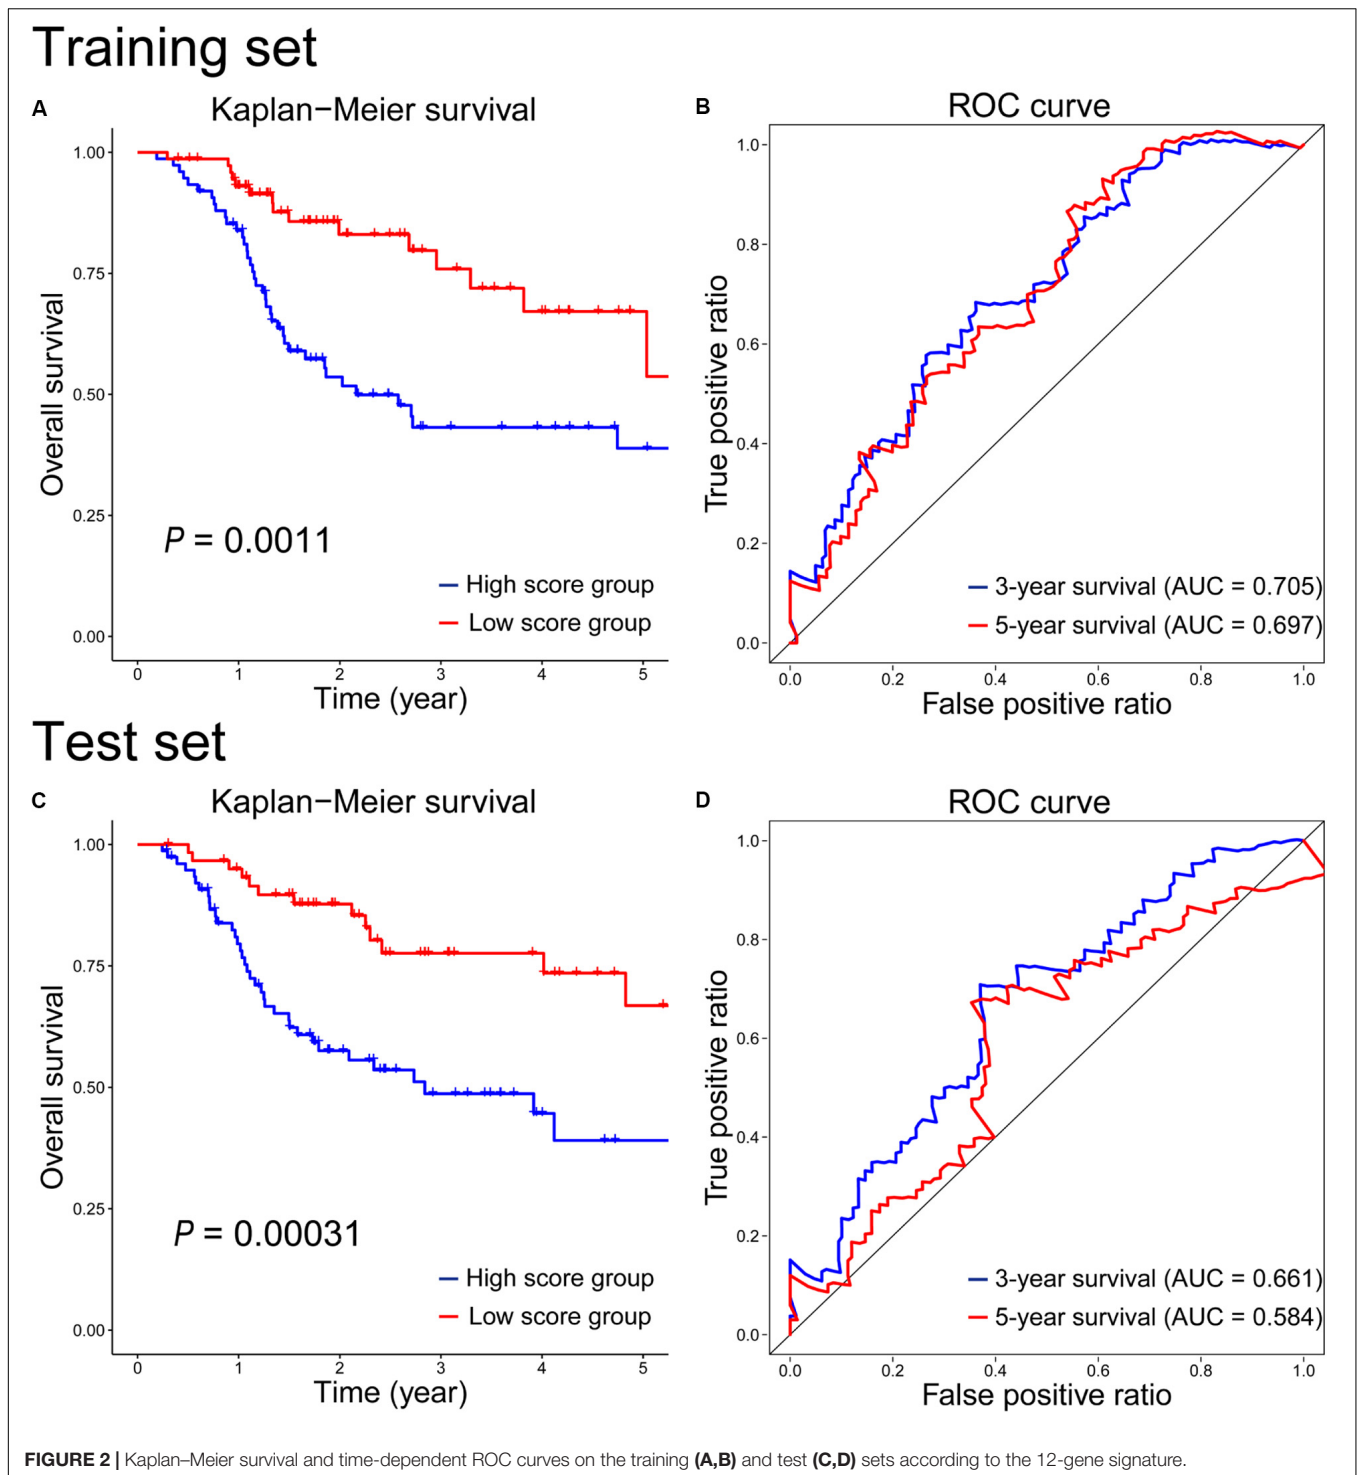 Training set
A
Kaplan−Meier survival
1.00
0.75
0.50
0.25
0.00
Overall survival
P = 0.0011
High score group
Low score group
0 1 2 3 4 5
Time (year)
B
ROC curve
1.0
0.8
0.6
0.4
0.2
0.0
True positive ratio
3-year survival (AUC = 0.705)
5-year survival (AUC = 0.697)
0.0 0.2 0.4 0.6 0.8 1.0
False positive ratio
Test set
C
Kaplan−Meier survival
1.00
0.75
0.50
0.25
0.00
Overall survival
P = 0.00031
High score group
Low score group
0 1 2 3 4 5
Time (year)
D
ROC curve
1.0
0.8
0.6
0.4
0.2
0.0
True positive ratio
3-year survival (AUC = 0.661)
5-year survival (AUC = 0.584)
0.0 0.2 0.4 0.6 0.8 1.0
False positive ratio
FIGURE 2 | Kaplan–Meier survival and time-dependent ROC curves on the training (A,B) and test (C,D) sets according to the 12-gene signature.